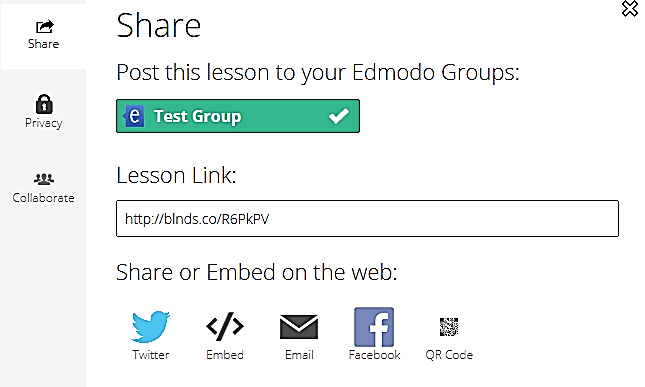 Share
Privacy
Collaborate
Share
Post this lesson to your Edmodo Groups:
e Test Group
Lesson Link:
http://blnds.co/R6PkPV
Share or Embed on the web:
Twitter Embed Email Facebook QR Code